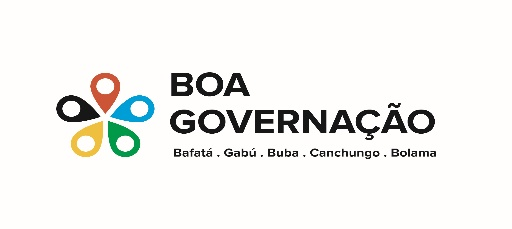 BOA
GOVERNAÇÃO
Bafatá . Gabú . Buba . Canchungo . Bolama